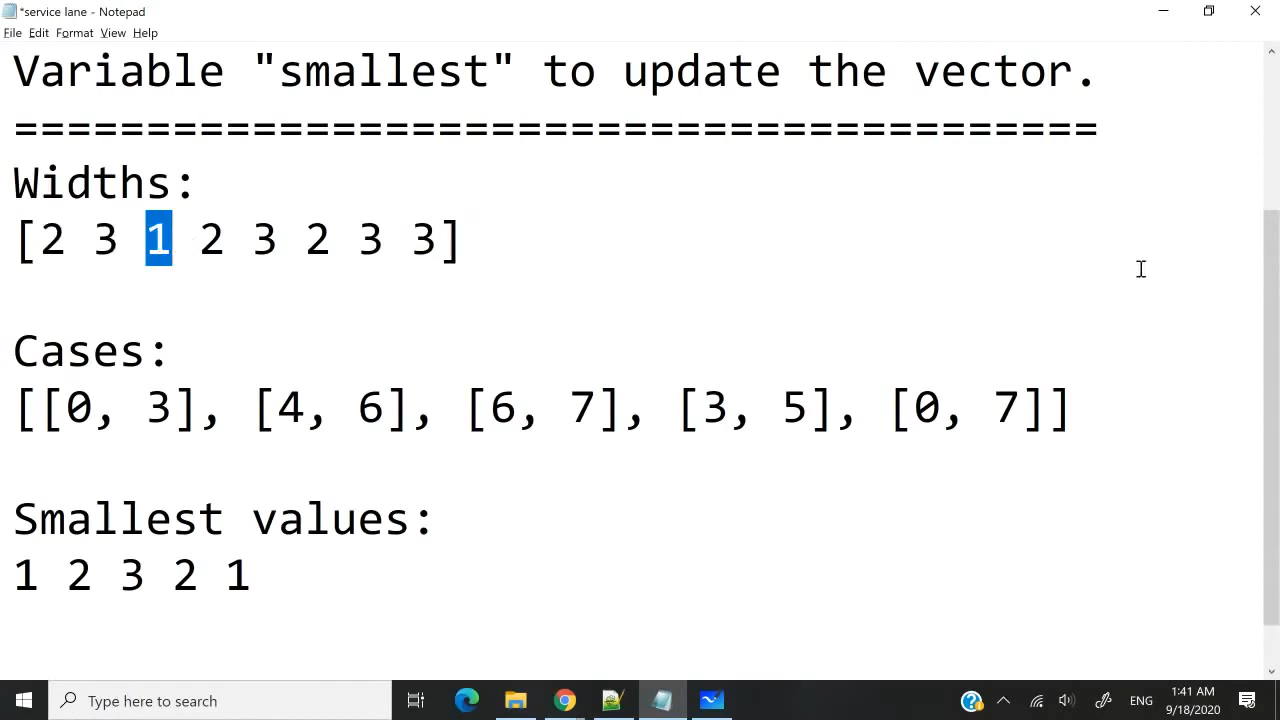 *service lane - Notepad
File Edit Format View Help
Variable "smallest" to update the vector.
=========================================
Widths:
[2 3 1 2 3 2 3 3]
Cases:
[[0, 3], [4, 6], [6, 7], [3, 5], [0, 7]]
Smallest values:
1 2 3 2 1
Type here to search
ENG
1:41 AM
9/18/2020